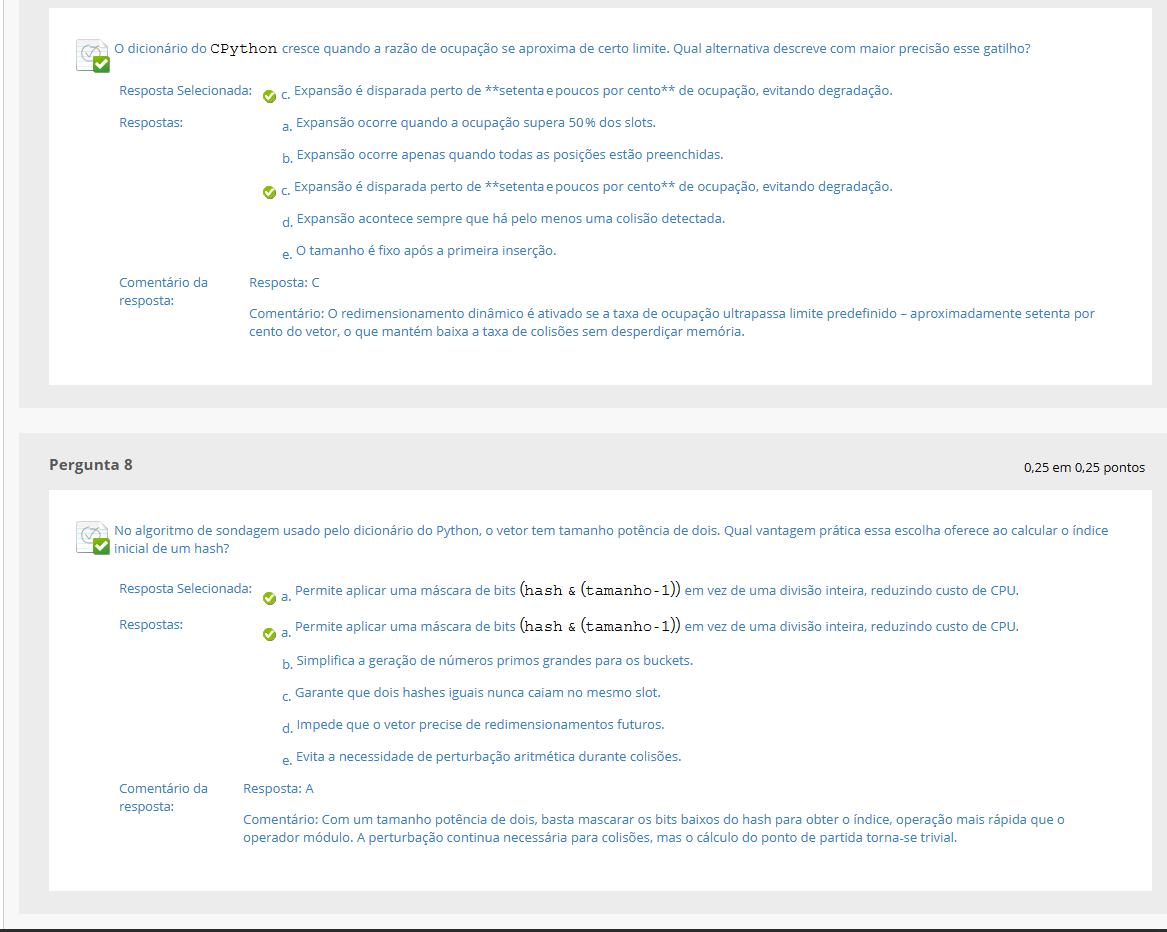 O dicionário do CPython cresce quando a razão de ocupação se aproxima de certo limite. Qual alternativa descreve com maior precisão esse gatilho?
Resposta Selecionada: c. Expansão é disparada perto de **setenta e poucos por cento** de ocupação, evitando degradação.
Respostas: a. Expansão ocorre quando a ocupação supera 50% dos slots.
b. Expansão ocorre apenas quando todas as posições estão preenchidas.
c. Expansão é disparada perto de **setenta e poucos por cento** de ocupação, evitando degradação.
d. Expansão acontece sempre que há pelo menos uma colisão detectada.
e. O tamanho é fixo após a primeira inserção.
Comentário da resposta: Resposta: C
Comentário: O redimensionamento dinâmico é ativado se a taxa de ocupação ultrapassa limite predefinido – aproximadamente setenta por
cento do vetor, o que mantém baixa a taxa de colisões sem desperdiçar memória.
Pergunta 8
0,25 em 0,25 pontos
No algoritmo de sondagem usado pelo dicionário do Python, o vetor tem tamanho potência de dois. Qual vantagem prática essa escolha oferece ao calcular o índice
inicial de um hash?
Resposta Selecionada: a. Permite aplicar uma máscara de bits (hash & (tamanho-1)) em vez de uma divisão inteira, reduzindo custo de CPU.
Respostas: a. Permite aplicar uma máscara de bits (hash & (tamanho-1)) em vez de uma divisão inteira, reduzindo custo de CPU.
b. Simplifica a geração de números primos grandes para os buckets.
c. Garante que dois hashes iguais nunca caiam no mesmo slot.
d. Impede que o vetor precise de redimensionamentos futuros.
e. Evita a necessidade de perturbação aritmética durante colisões.
Comentário da resposta: Resposta: A
Comentário: Com um tamanho potência de dois, basta mascarar os bits baixos do hash para obter o índice, operação mais rápida que o
operador módulo. A perturbação continua necessária para colisões, mas o cálculo do ponto de partida torna-se trivial.